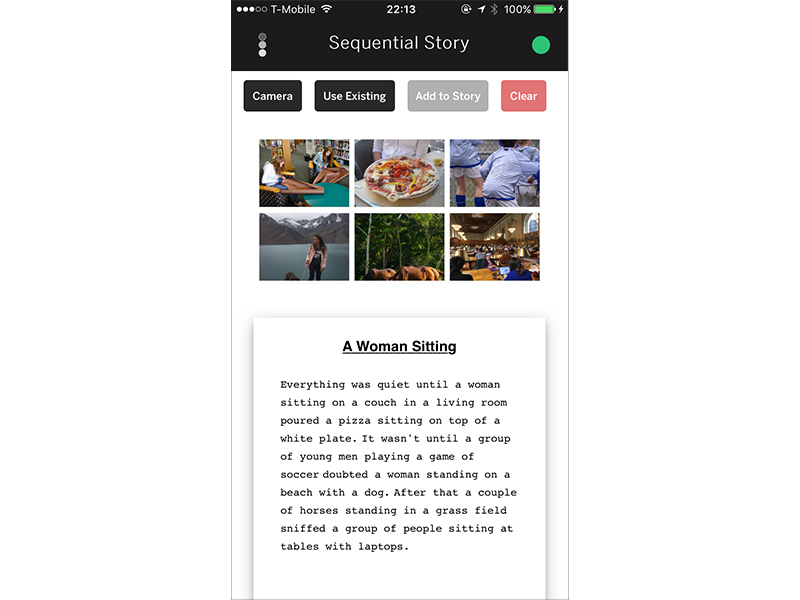 T-Mobile 22:13 100%
Sequential Story
Camera Use Existing Add to Story Clear
A Woman Sitting
Everything was quiet until a woman
sitting on a couch in a living room
poured a pizza sitting on top of a
white plate. It wasn't until a group
of young men playing a game of
soccer doubted a woman standing on a
beach with a dog. After that a couple
of horses standing in a grass field
sniffed a group of people sitting at
tables with laptops.